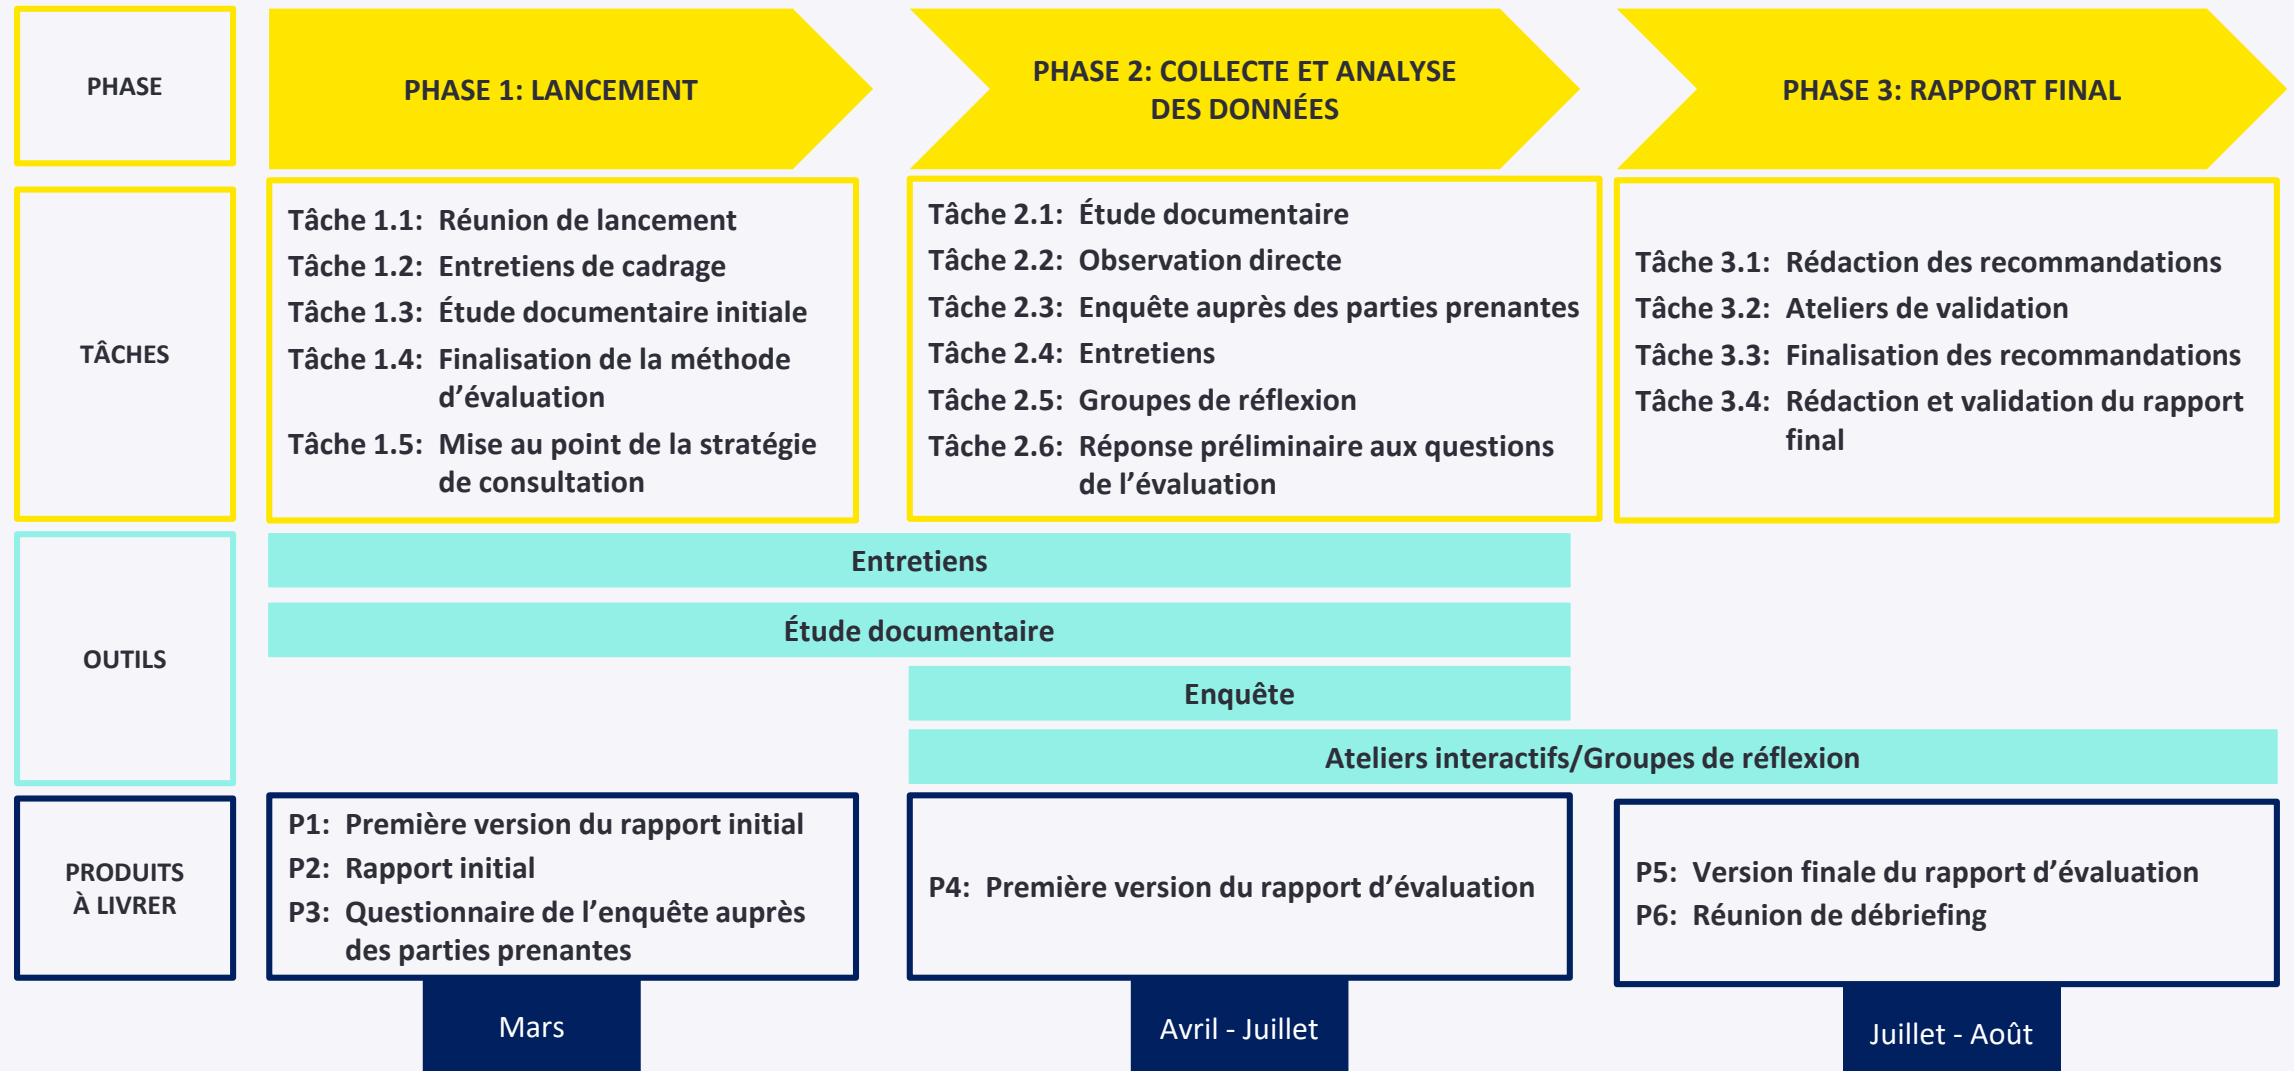 PHASE
PHASE 1: LANCEMENT
PHASE 2: COLLECTE ET ANALYSE
DES DONNÉES
PHASE 3: RAPPORT FINAL
TÂCHES
Tâche 1.1: Réunion de lancement
Tâche 1.2: Entretiens de cadrage
Tâche 1.3: Étude documentaire initiale
Tâche 1.4: Finalisation de la méthode
d’évaluation
Tâche 1.5: Mise au point de la stratégie
de consultation
Tâche 2.1: Étude documentaire
Tâche 2.2: Observation directe
Tâche 2.3: Enquête auprès des parties prenantes
Tâche 2.4: Entretiens
Tâche 2.5: Groupes de réflexion
Tâche 2.6: Réponse préliminaire aux questions
de l’évaluation
Tâche 3.1: Rédaction des recommandations
Tâche 3.2: Ateliers de validation
Tâche 3.3: Finalisation des recommandations
Tâche 3.4: Rédaction et validation du rapport
final
OUTILS
Entretiens
Étude documentaire
Enquête
Ateliers interactifs/Groupes de réflexion
PRODUITS
À LIVRER
P1: Première version du rapport initial
P2: Rapport initial
P3: Questionnaire de l’enquête auprès
des parties prenantes
P4: Première version du rapport d’évaluation
P5: Version finale du rapport d’évaluation
P6: Réunion de débriefing
Mars
Avril - Juillet
Juillet - Août